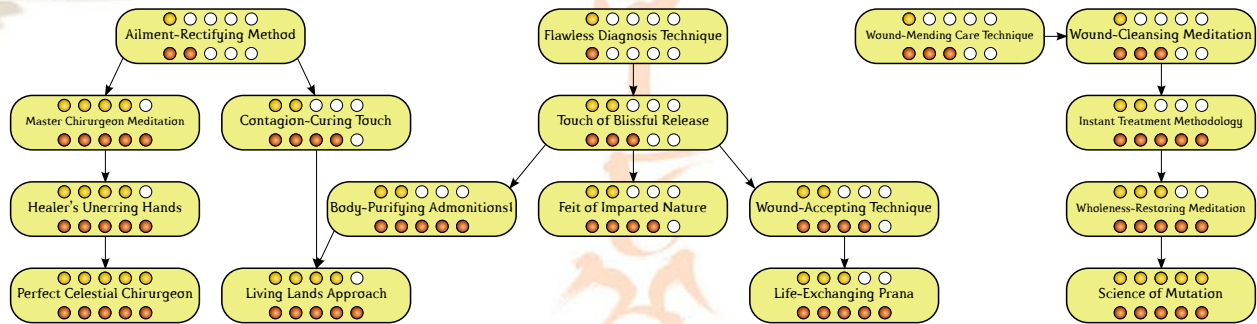 Ailment-Rectifying Method
Flawless Diagnosis Technique
Wound-Mending Care Technique
Wound-Cleansing Meditation
Master Chirurgeon Meditation
Contagion-Curing Touch
Touch of Blissful Release
Instant Treatment Methodology
Healer's Unerring Hands
Body-Purifying Admonitions1
Feit of Imparted Nature
Wound-Accepting Technique
Wholeness-Restoring Meditation
Perfect Celestial Chirurgeon
Living Lands Approach
Life-Exchanging Prana
Science of Mutation